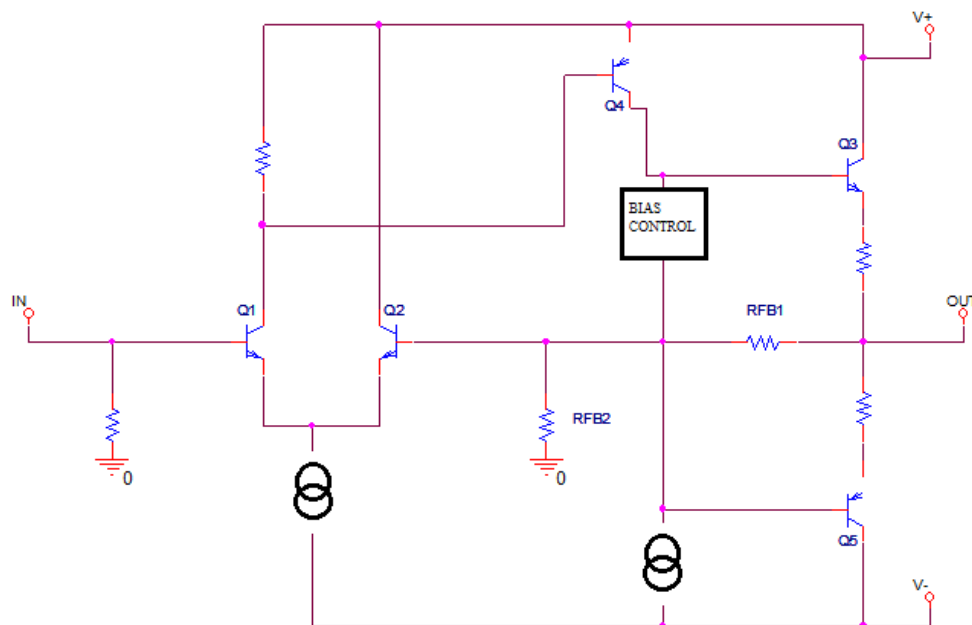 V+
Q4
Q3
BIAS
CONTROL
IN
Q1
Q2
RFB1
OUT
RFB2
0
0
Q5
V-